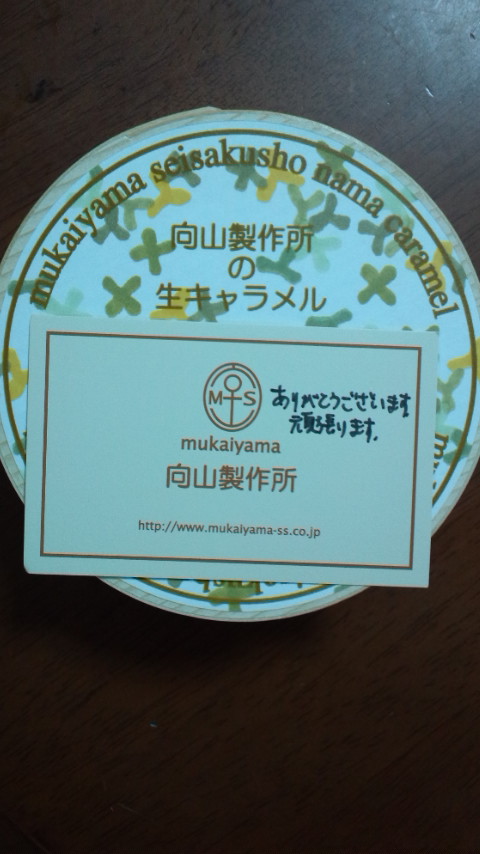 mukaiyama seisakusho nama caramel
向山製作所
の
生キャラメル
M S
ありがとうございます
頑張ります。
mukaiyama
向山製作所
http://www.mukaiyama-ss.co.jp